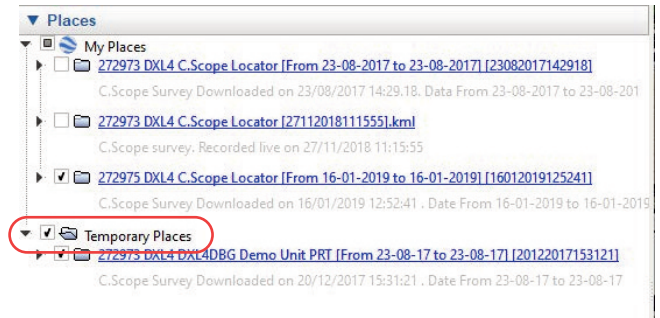 Places
My Places
272973 DXL4 C.Scope Locator [From 23-08-2017 to 23-08-2017] [23082017142918]
C.Scope Survey Downloaded on 23/08/2017 14:29.18. Data From 23-08-2017 to 23-08-201
272973 DXL4 C.Scope Locator [27112018111555].kml
C.Scope survey. Recorded live on 27/11/2018 11:15:55
272975 DXL4 C.Scope Locator [From 16-01-2019 to 16-01-2019] [16012019125241]
C.Scope Survey Downloaded on 16/01/2019 12:52:41 . Date From 16-01-2019 to 16-01-2019
Temporary Places
272973 DXL4 DXL4DBG Demo Unit PRT [From 23-08-17 to 23-08-17] [20122017153121]
C.Scope Survey Downloaded on 20/12/2017 15:31:21 . Date From 23-08-17 to 23-08-17